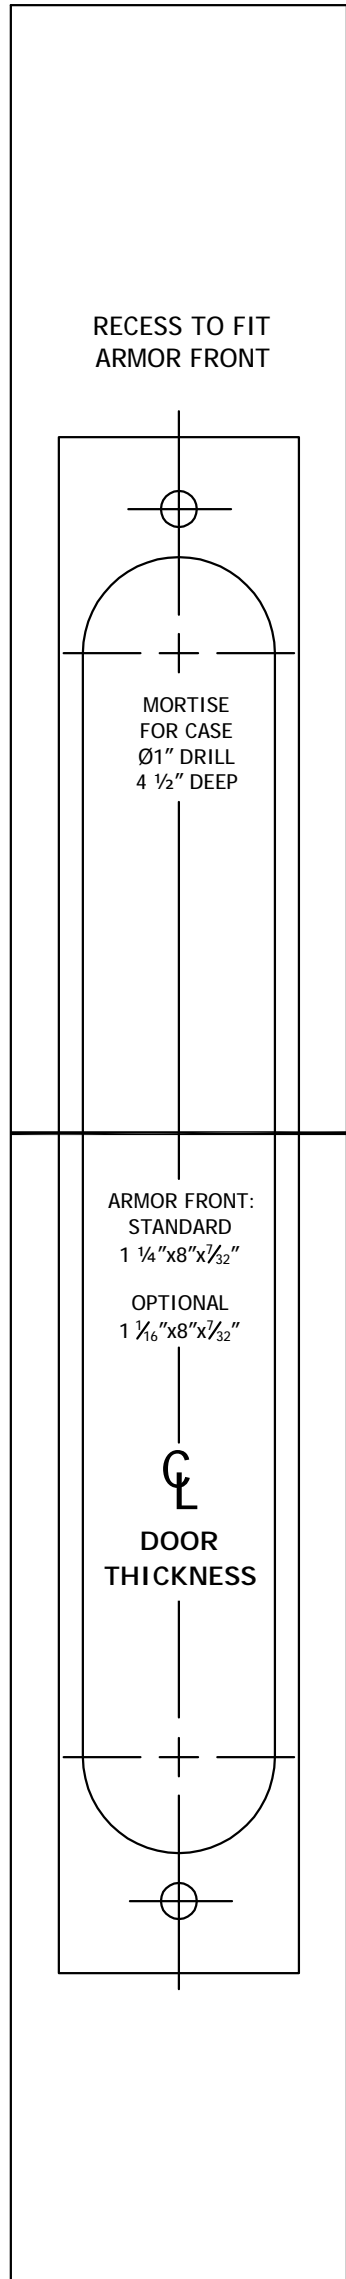 RECESS TO FIT
ARMOR FRONT
MORTISE
FOR CASE
Ø1" DRILL
4 ½" DEEP
ARMOR FRONT:
STANDARD
1 ¼"x8"x⁷⁄₃₂"
OPTIONAL
1 ¹⁄₁₆"x8"x⁷⁄₃₂"
℄
DOOR
THICKNESS